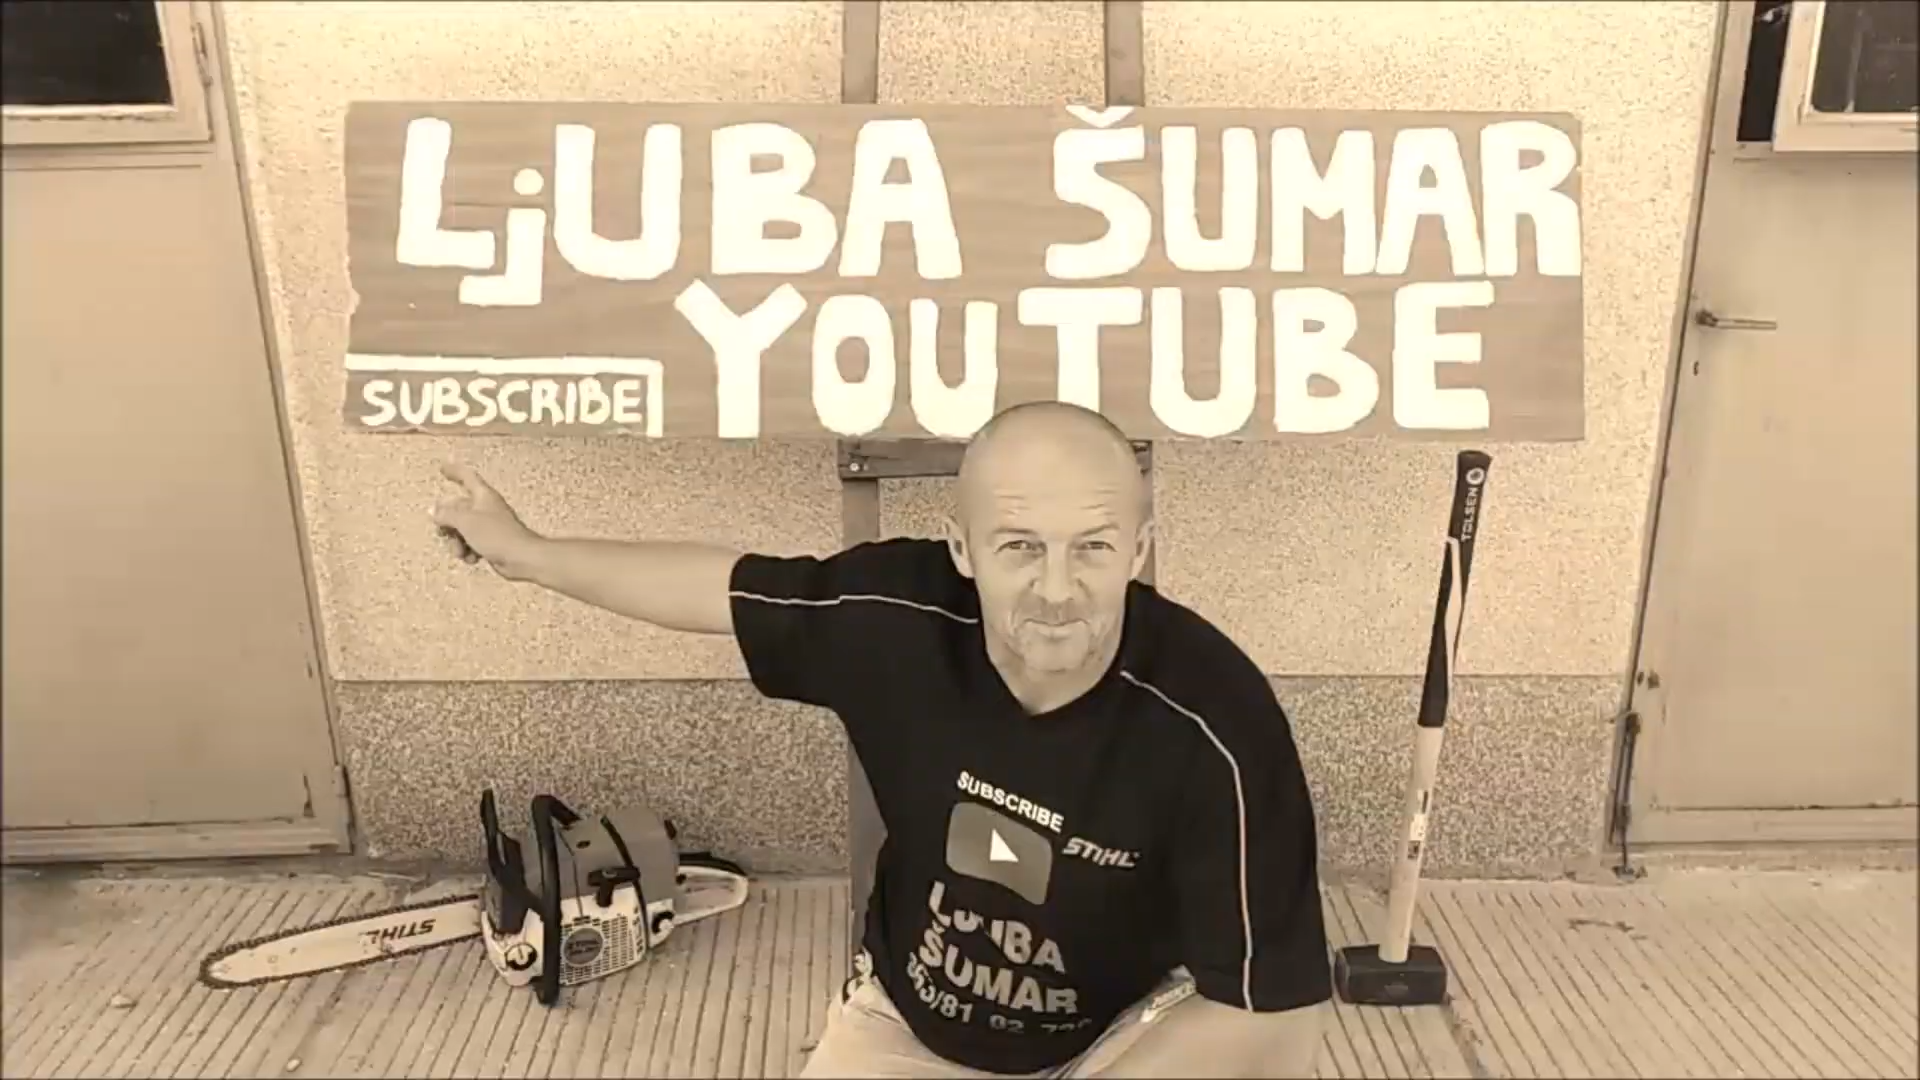 LjUBA ŠUMAR
YOUTUBE
SUBSCRIBE
TOLSEN
SUBSCRIBE
STIHL
LJUBA
ŠUMAR
STIHL